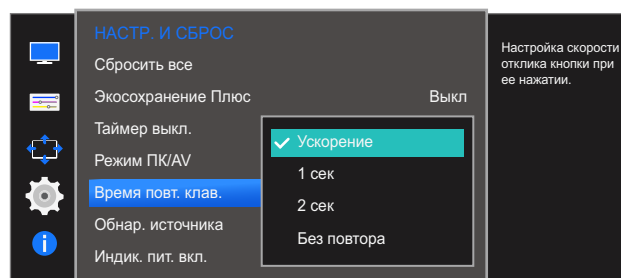 НАСТР. И СБРОС
Сбросить все
Экосохранение Плюс Выкл
Таймер выкл.
Режим ПК/AV
Время повт. клав.
Обнар. источника
Индик. пит. вкл.
Ускорение
1 сек
2 сек
Без повтора
Настройка скорости
отклика кнопки при
ее нажатии.